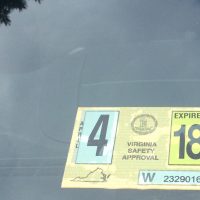 APRIL
4
VIRGINIA
SAFETY
APPROVAL
EXPIRE
18
W 2329016